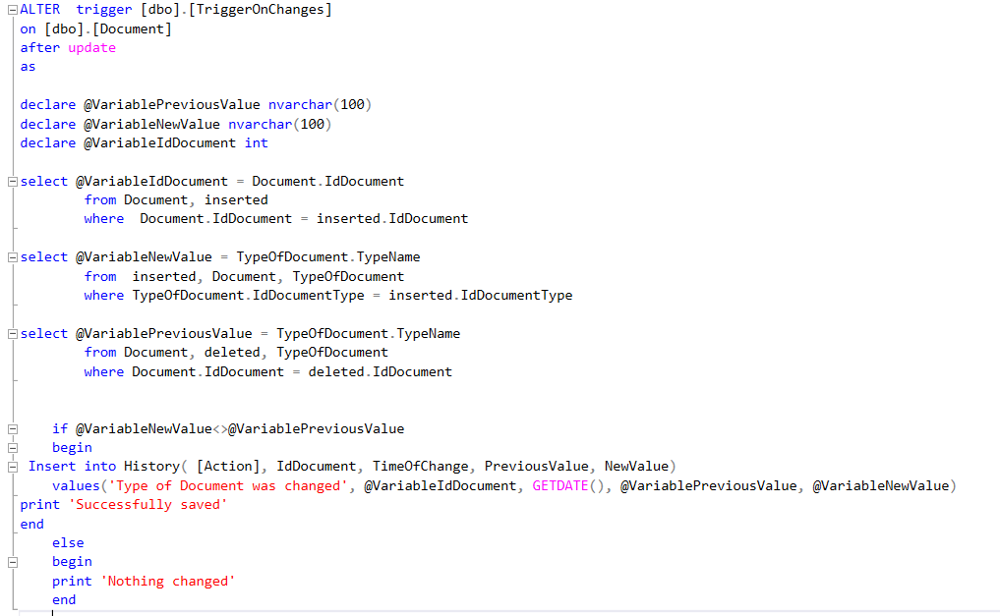 ALTER  trigger [dbo].[TriggerOnChanges]
on [dbo].[Document]
after update
as
declare @VariablePreviousValue nvarchar(100)
declare @VariableNewValue nvarchar(100)
declare @VariableIdDocument int
select @VariableIdDocument = Document.IdDocument
        from Document, inserted
        where  Document.IdDocument = inserted.IdDocument
select @VariableNewValue = TypeOfDocument.TypeName
        from  inserted, Document, TypeOfDocument
        where TypeOfDocument.IdDocumentType = inserted.IdDocumentType
select @VariablePreviousValue = TypeOfDocument.TypeName
        from Document, deleted, TypeOfDocument
        where Document.IdDocument = deleted.IdDocument
    if @VariableNewValue<>@VariablePreviousValue
    begin
 Insert into History( [Action], IdDocument, TimeOfChange, PreviousValue, NewValue)
    values('Type of Document was changed', @VariableIdDocument, GETDATE(), @VariablePreviousValue, @VariableNewValue)
print 'Successfully saved'
end
    else
    begin
    print 'Nothing changed'
    end